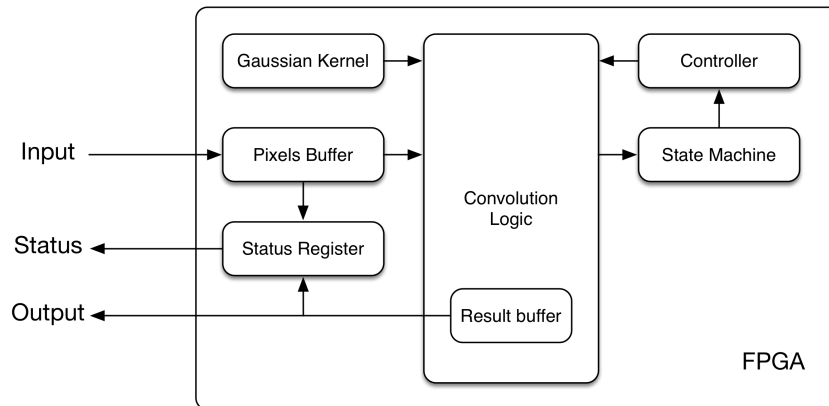 Gaussian Kernel
Controller
Input
Pixels Buffer
State Machine
Convolution
Logic
Status
Status Register
Output
Result buffer
FPGA